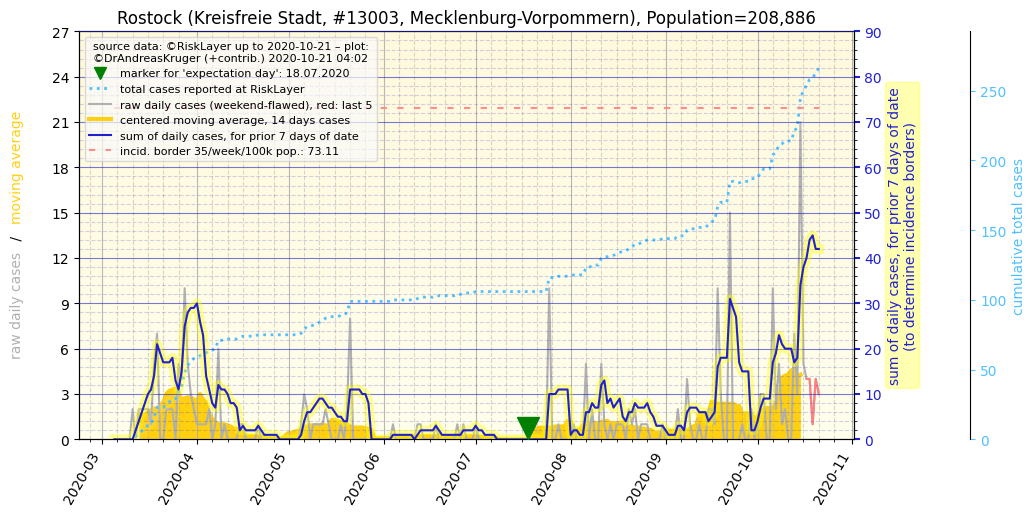 Rostock (Kreisfreie Stadt, #13003, Mecklenburg-Vorpommern), Population=208,886
source data: ©RiskLayer up to 2020-10-21 – plot:
©DrAndreasKruger (+contrib.) 2020-10-21 04:02
marker for 'expectation day': 18.07.2020
total cases reported at RiskLayer
raw daily cases (weekend-flawed), red: last 5
centered moving average, 14 days cases
sum of daily cases, for prior 7 days of date
incid. border 35/week/100k pop.: 73.11
raw daily cases / moving average
27
24
21
18
15
12
9
6
3
0
2020-03
2020-04
2020-05
2020-06
2020-07
2020-08
2020-09
2020-10
2020-11
90
80
70
60
50
40
30
20
10
0
sum of daily cases, for prior 7 days of date
(to determine incidence borders)
250
200
150
100
50
0
cumulative total cases